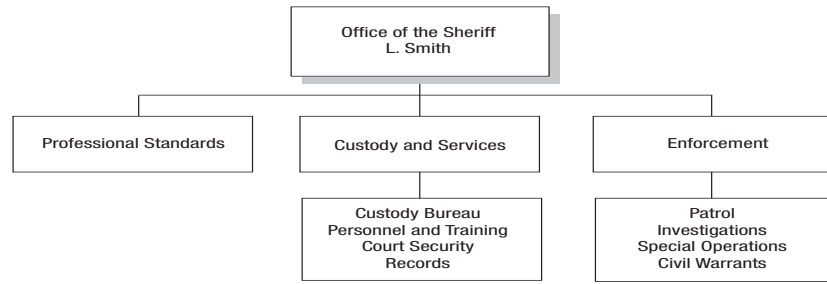 Office of the Sheriff
L. Smith
Professional Standards
Custody and Services
Enforcement
Custody Bureau
Personnel and Training
Court Security
Records
Patrol
Investigations
Special Operations
Civil Warrants